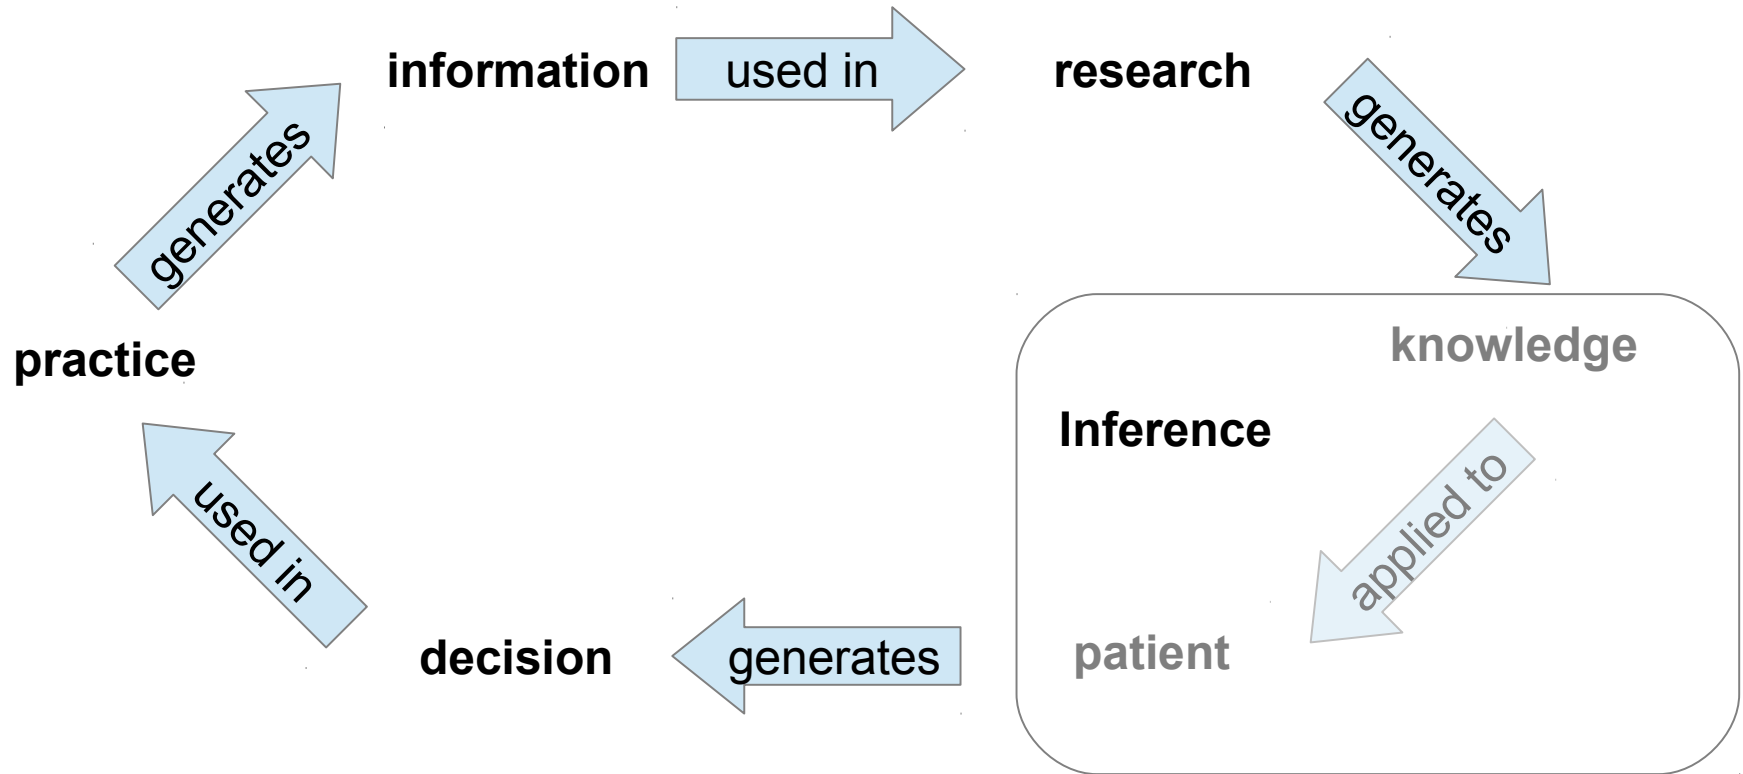 information
used in
research
generates
knowledge
Inference
applied to
patient
generates
decision
used in
practice
generates